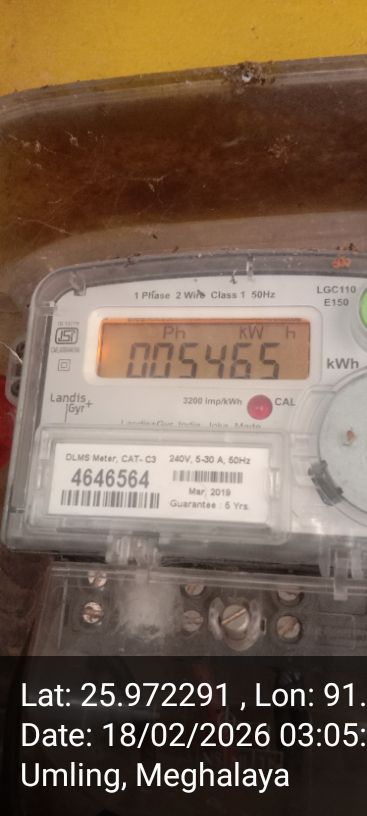 1 Phase 2 Wire Class 1 50Hz
LGC110
E150
Ph kW h
005465
kWh
Landis
Gyr+
3200 imp/kWh
CAL
DLMS Meter, CAT- C3 240V, 5-30 A, 50Hz
4646564
Mar, 2019
Guarantee : 5 Yrs.
Lat: 25.972291 , Lon: 91.
Date: 18/02/2026 03:05:
Umling, Meghalaya